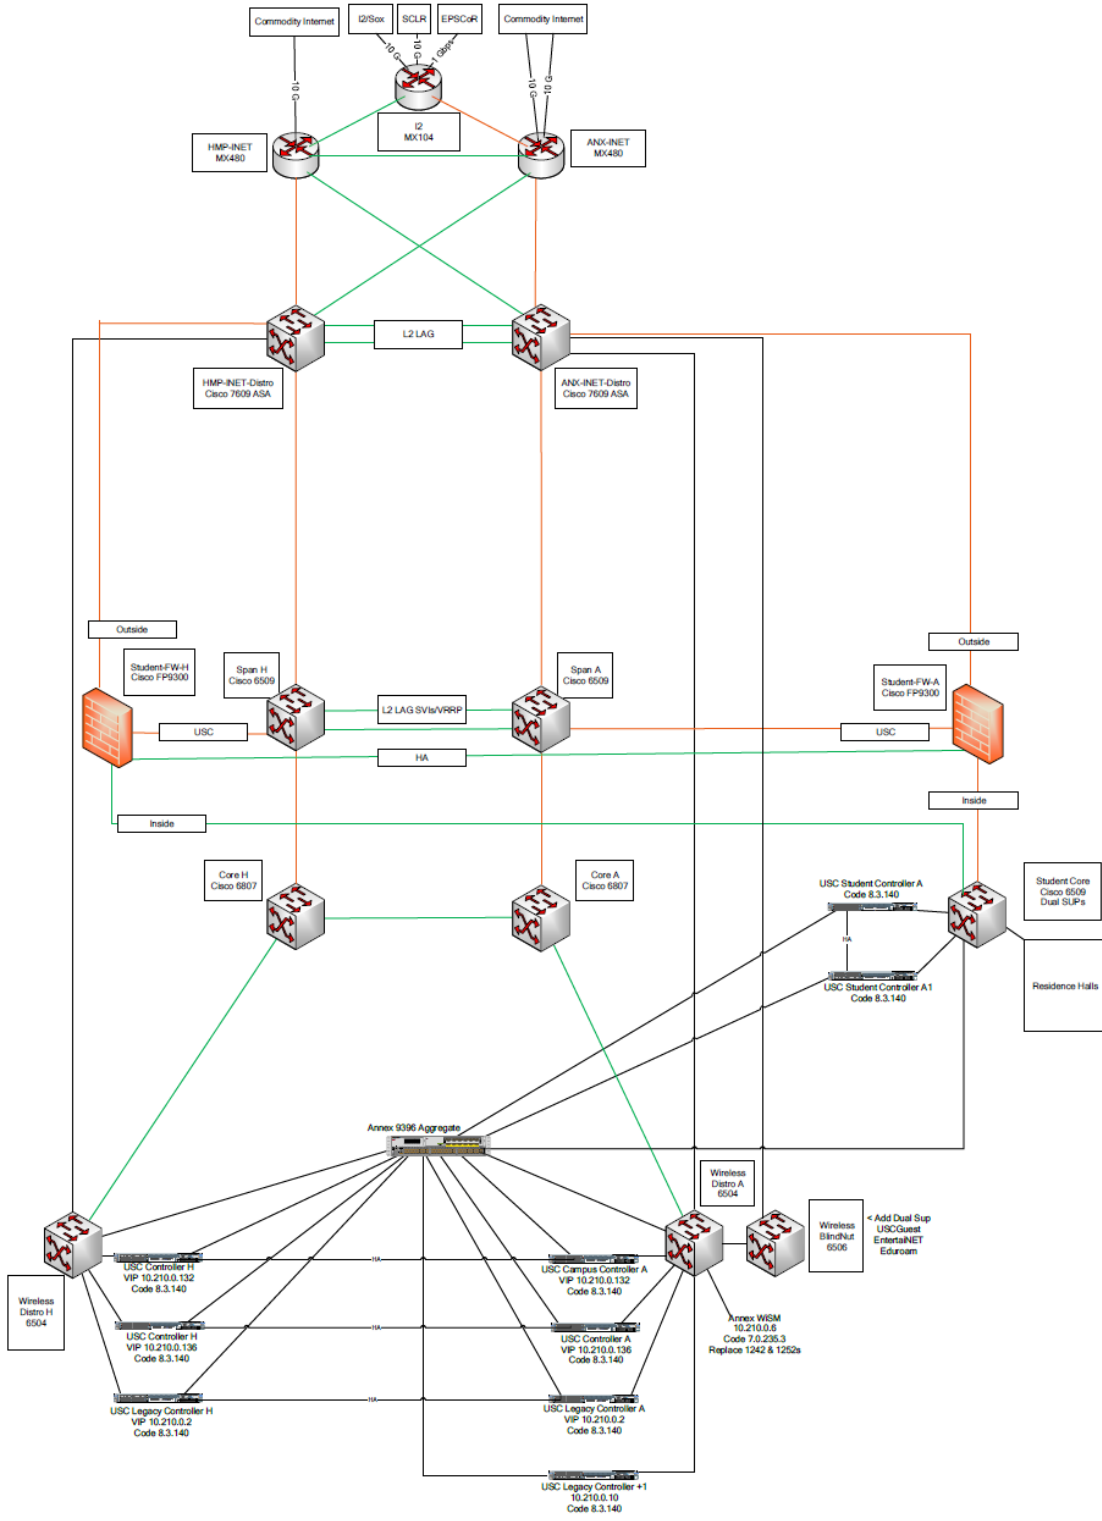 Commodity Internet
I2/Sox
SCLR
EPSCoR
Commodity Internet
10 G
10 G
10 G
1 Gbps
10 G
10 G
I2
MX104
HMP-INET
MX480
ANX-INET
MX480
L2 LAG
HMP-INET-Distro
Cisco 7609 ASA
ANX-INET-Distro
Cisco 7609 ASA
Outside
Outside
Student-FW-H
Cisco FP9300
Span H
Cisco 6509
Span A
Cisco 6509
Student-FW-A
Cisco FP9300
L2 LAG SVIs/VRRP
USC
USC
HA
Inside
Inside
Core H
Cisco 6807
Core A
Cisco 6807
Student Core
Cisco 6509
Dual SUPs
USC Student Controller A
Code 8.3.140
HA
USC Student Controller A1
Code 8.3.140
Residence Halls
Annex 9396 Aggregate
Wireless
Distro A
6504
Wireless
BlindNut
6506
< Add Dual Sup
USCGuest
EntertaiNET
Eduroam
Wireless
Distro H
6504
USC Controller H
VIP 10.210.0.132
Code 8.3.140
HA
USC Campus Controller A
VIP 10.210.0.132
Code 8.3.140
USC Controller H
VIP 10.210.0.136
Code 8.3.140
HA
USC Controller A
VIP 10.210.0.136
Code 8.3.140
Annex WISM
10.210.0.6
Code 7.0.235.3
Replace 1242 & 1252s
USC Legacy Controller H
VIP 10.210.0.2
Code 8.3.140
HA
USC Legacy Controller A
VIP 10.210.0.2
Code 8.3.140
USC Legacy Controller +1
10.210.0.10
Code 8.3.140